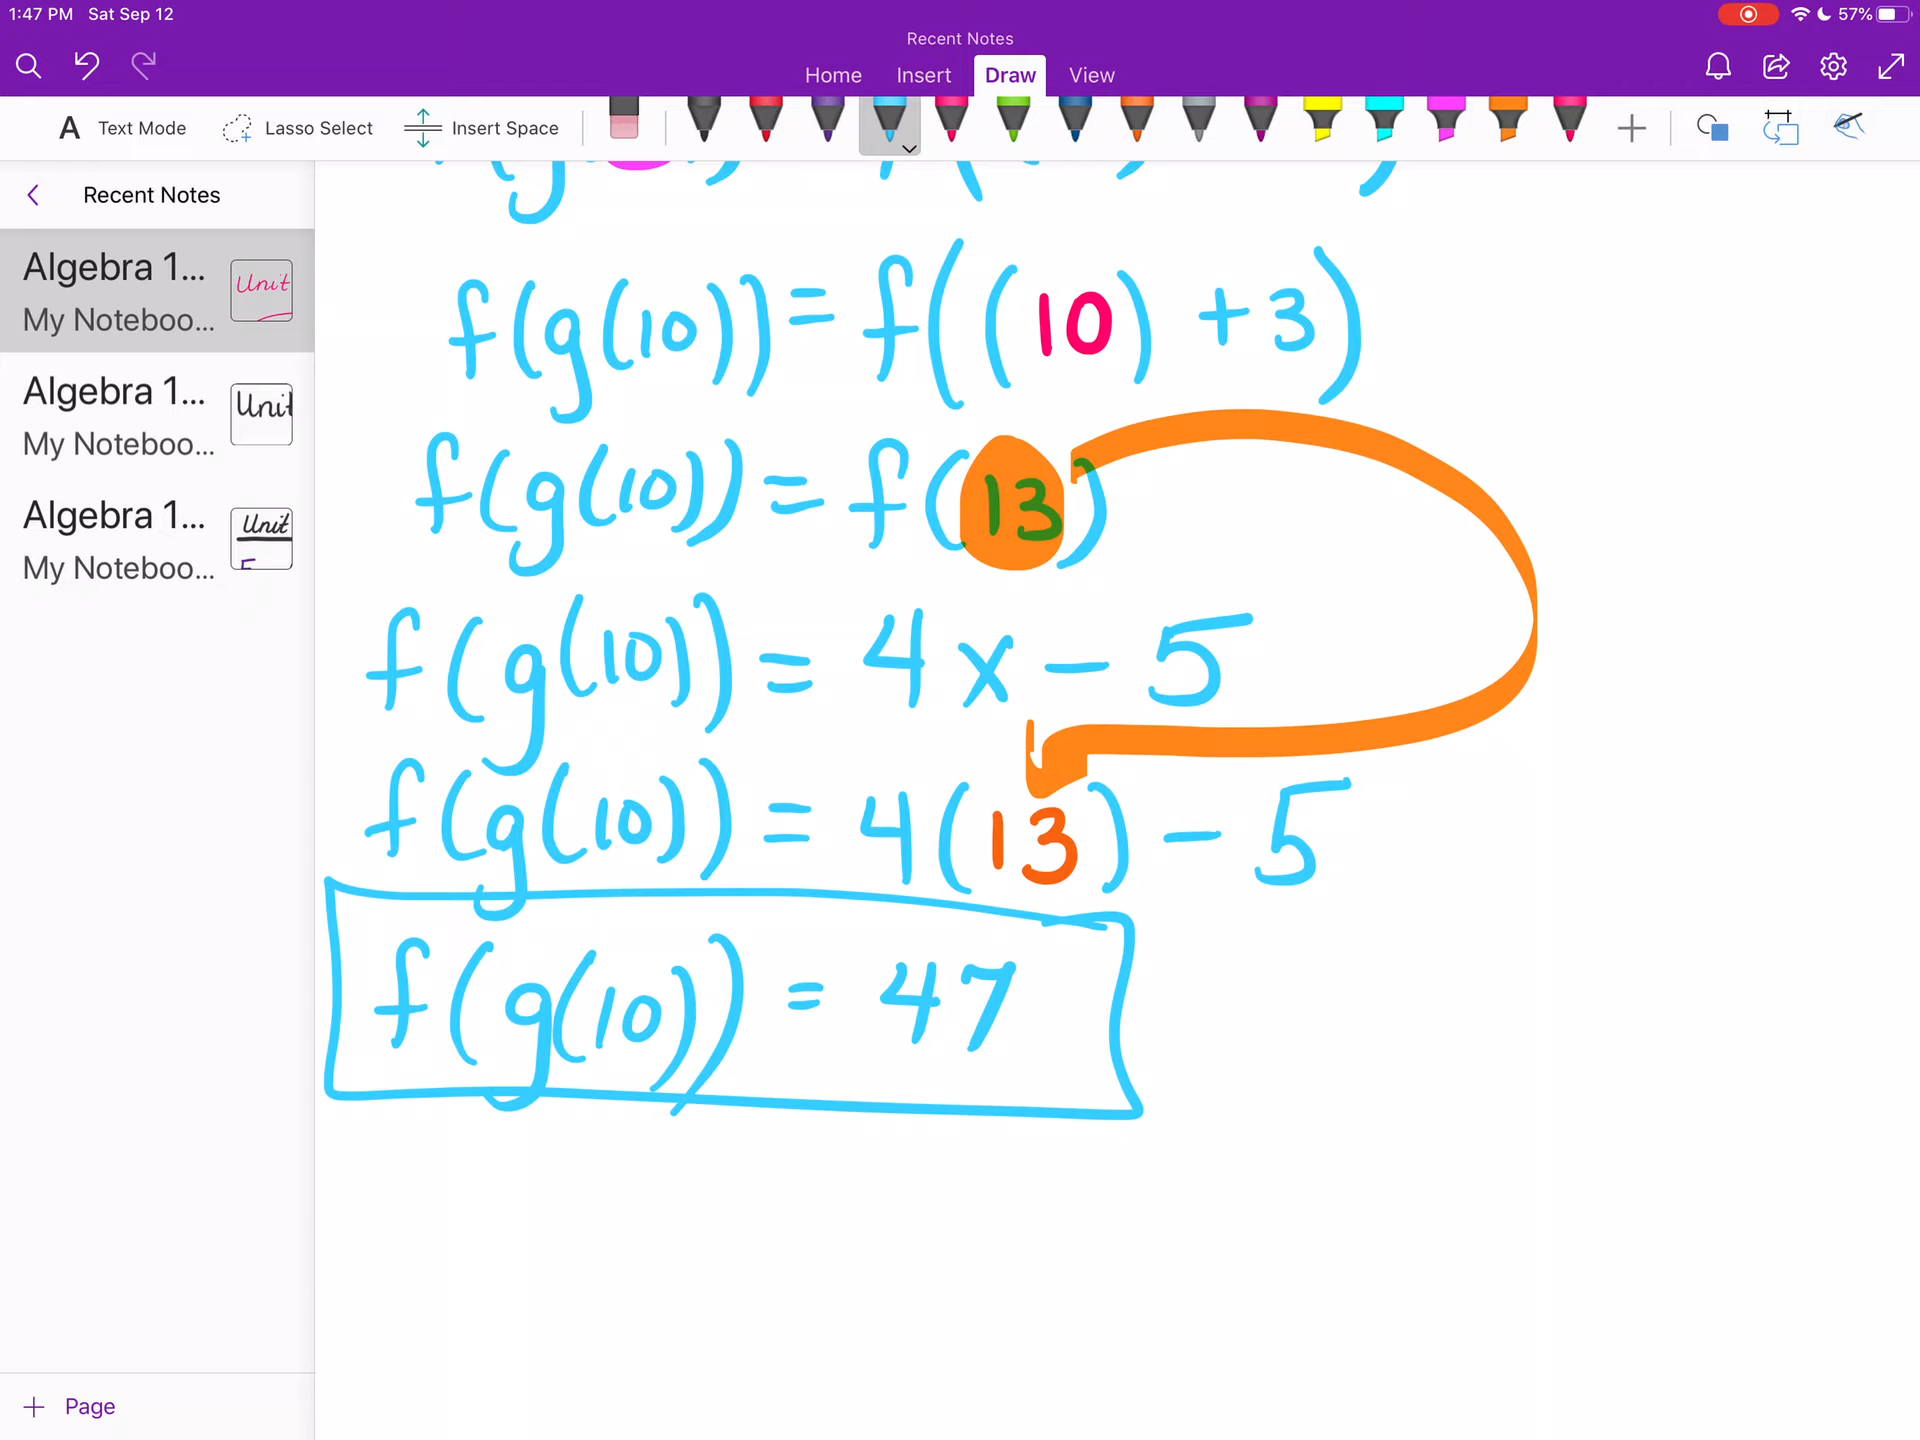 1:47 PM Sat Sep 12
57%
Recent Notes
Home Insert Draw View
A Text Mode Lasso Select Insert Space
Recent Notes
Algebra 1...
Unit
My Noteboo...
Algebra 1...
Unit
My Noteboo...
Algebra 1...
Unit
My Noteboo...
f(g(10)) = f((10) + 3)
f(g(10)) = f(13)
f(g(10)) = 4x - 5
f(g(10)) = 4(13) - 5
f(g(10)) = 47
+ Page